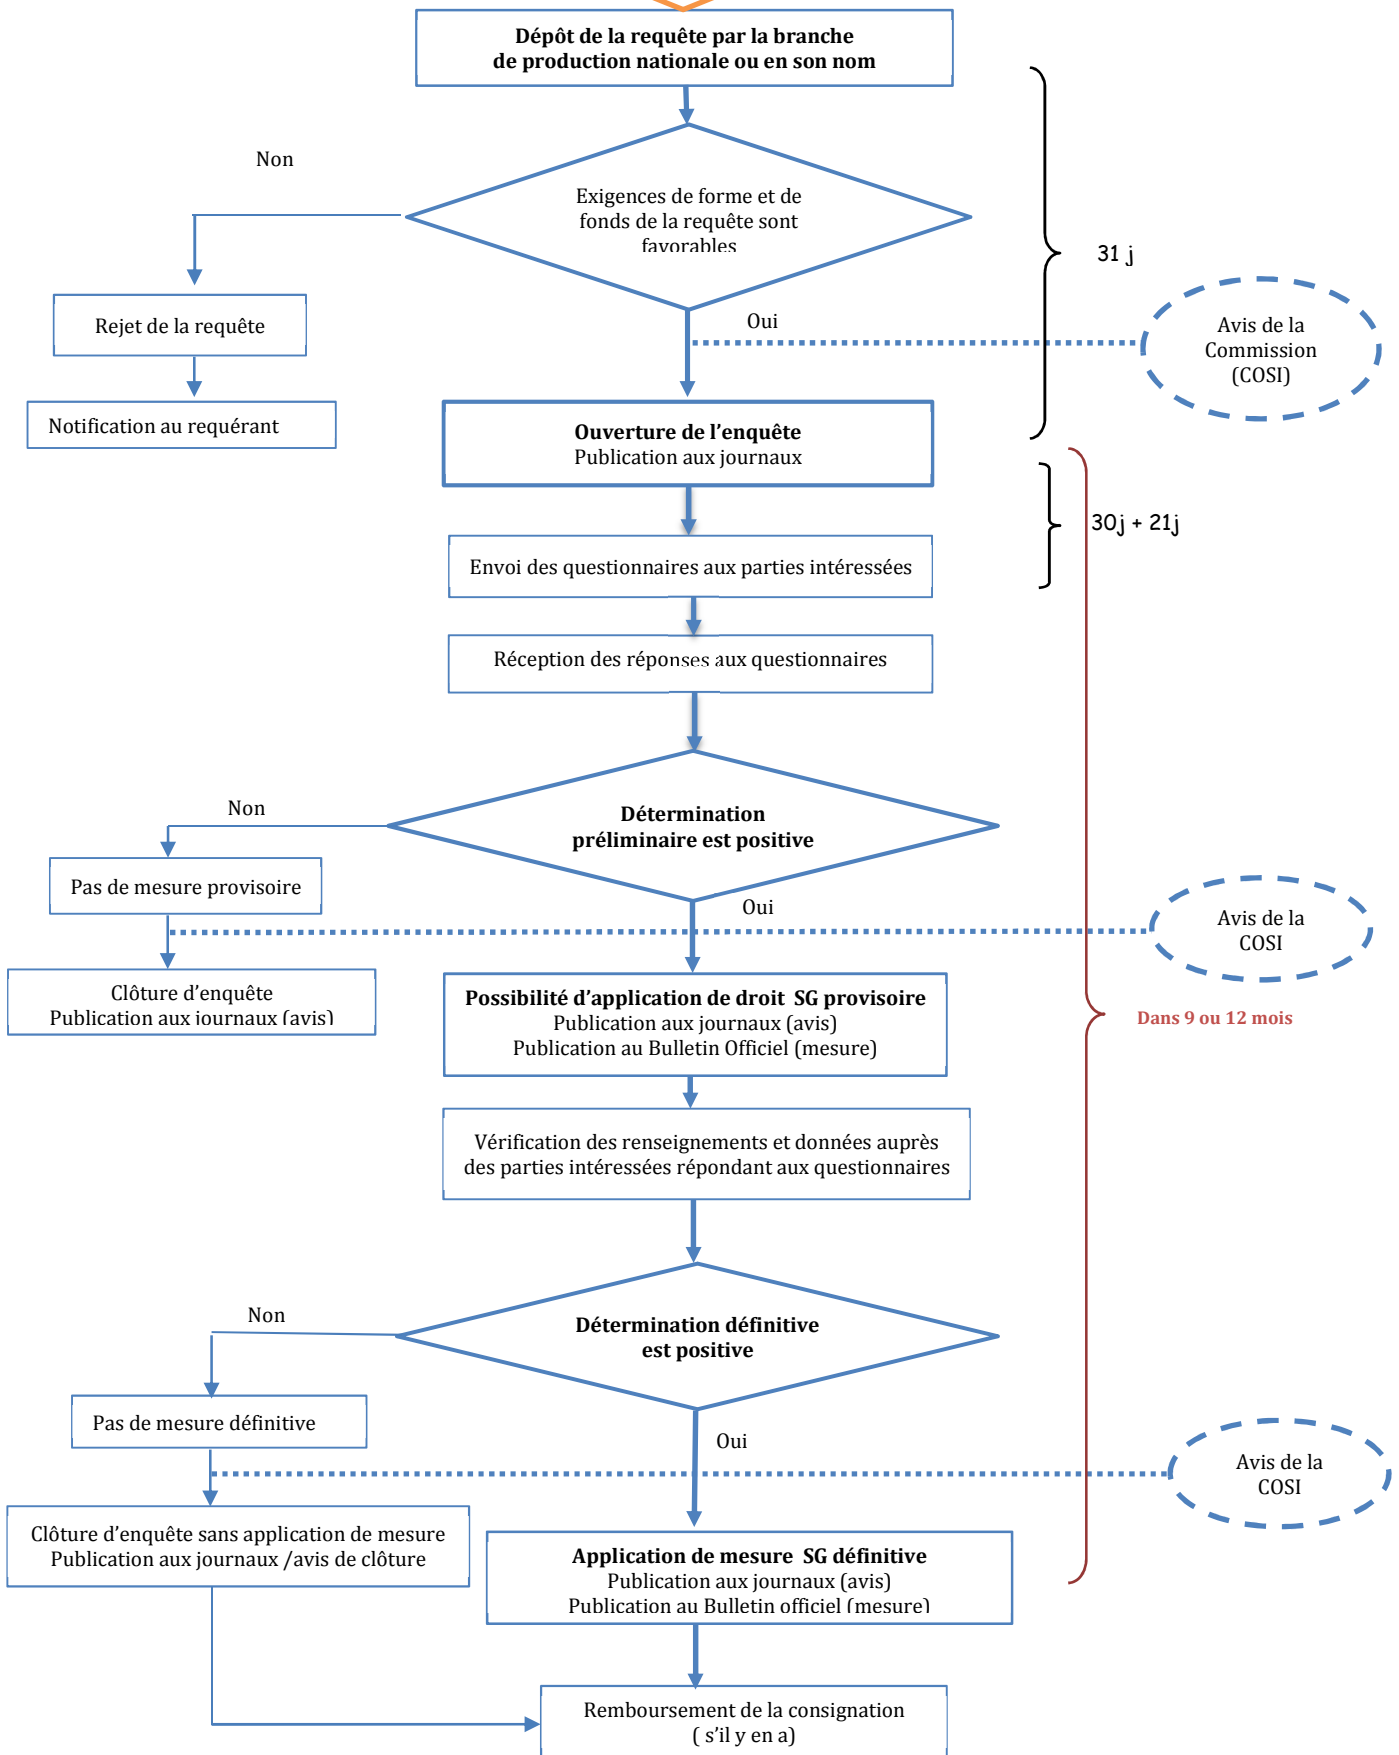 Dépôt de la requête par la branche
de production nationale ou en son nom
Non
Exigences de forme et de
fonds de la requête sont
favorables
31 j
Oui
Avis de la
Commission
(COSI)
Rejet de la requête
Notification au requérant
Ouverture de l'enquête
Publication aux journaux
30j + 21j
Envoi des questionnaires aux parties intéressées
Réception des réponses aux questionnaires
Non
Détermination
préliminaire est positive
Pas de mesure provisoire
Oui
Avis de la
COSI
Clôture d'enquête
Publication aux journaux (avis)
Possibilité d'application de droit SG provisoire
Publication aux journaux (avis)
Publication au Bulletin Officiel (mesure)
Dans 9 ou 12 mois
Vérification des renseignements et données auprès
des parties intéressées répondant aux questionnaires
Non
Détermination définitive
est positive
Pas de mesure définitive
Oui
Avis de la
COSI
Clôture d'enquête sans application de mesure
Publication aux journaux /avis de clôture
Application de mesure SG définitive
Publication aux journaux (avis)
Publication au Bulletin officiel (mesure)
Remboursement de la consignation
( s'il y en a)